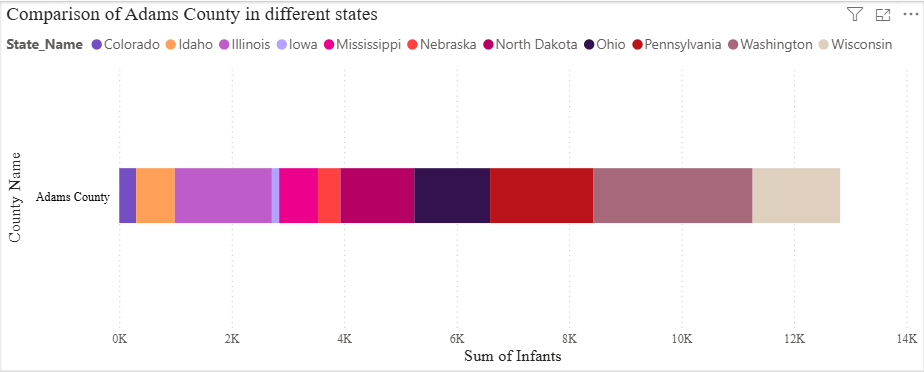 Comparison of Adams County in different states
State_Name Colorado Idaho Illinois Iowa Mississippi Nebraska North Dakota Ohio Pennsylvania Washington Wisconsin
County Name
Adams County
0K 2K 4K 6K 8K 10K 12K 14K
Sum of Infants